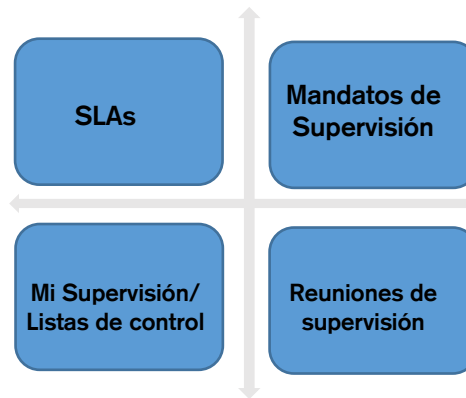 SLAs
Mandatos de
Supervisión
Mi Supervisión/
Listas de control
Reuniones de
supervisión